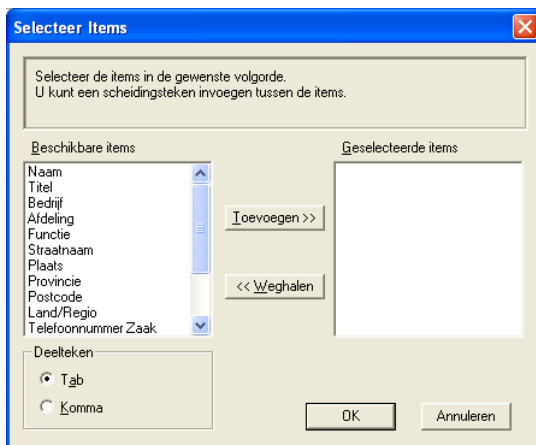 Selecteer Items
Selecteer de items in de gewenste volgorde.
U kunt een scheidingsteken invoegen tussen de items.
Beschikbare items
Naam
Titel
Bedrijf
Afdeling
Functie
Straatnaam
Plaats
Provincie
Postcode
Land/Regio
Telefoonnummer Zaak
Toevoegen >>
<< Weghalen
Geselecteerde items
Deelteken
Tab
Komma
OK
Annuleren